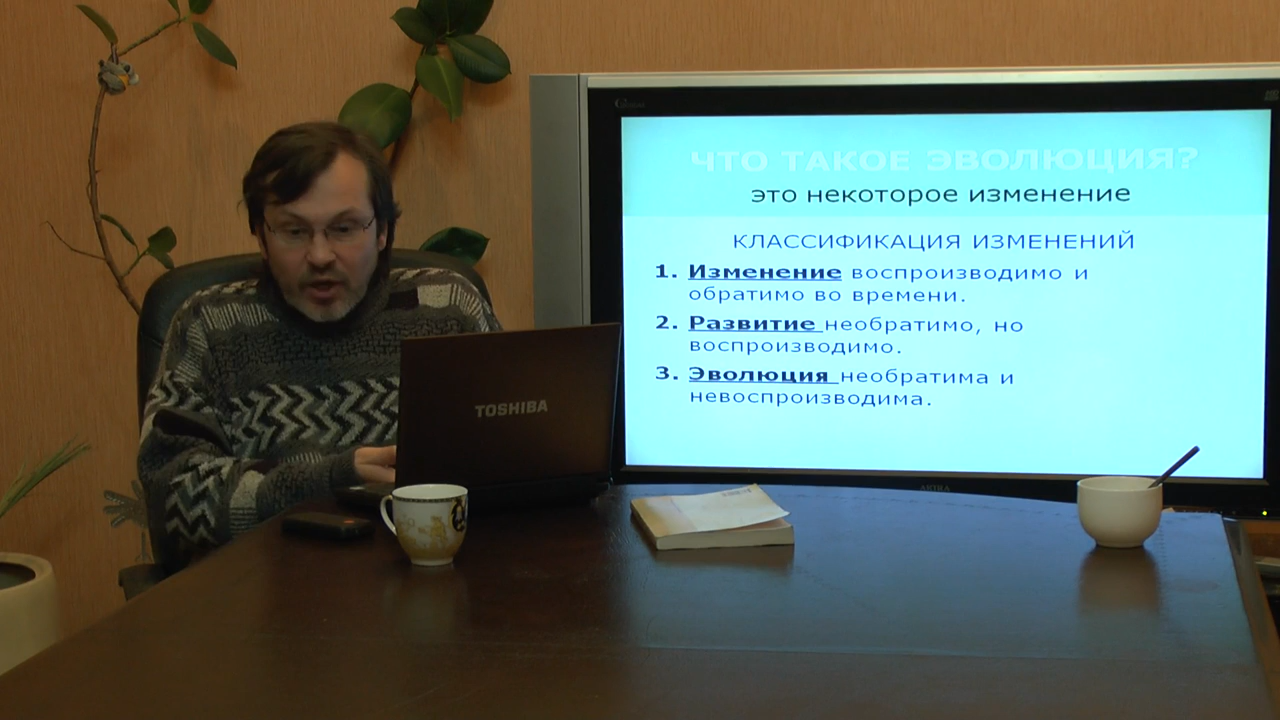 ЧТО ТАКОЕ ЭВОЛЮЦИЯ?
это некоторое изменение
КЛАССИФИКАЦИЯ ИЗМЕНЕНИЙ
1. Изменение воспроизводимо и
обратимо во времени.
2. Развитие необратимо, но
воспроизводимо.
3. Эволюция необратима и
невоспроизводима.
TOSHIBA
AKIRA